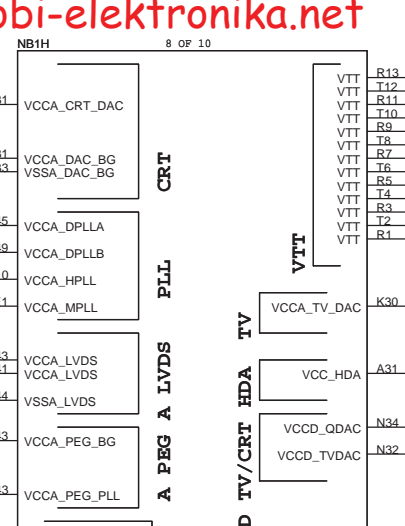 obi-elektronika.net
NB1H 8 OF 10
VCCA_CRT_DAC
VCCA_DAC_BG
VSSA_DAC_BG
CRT
VCCA_DPLLA
VCCA_DPLLB
VCCA_HPLL
VCCA_MPLL
PLL
VCCA_LVDS
VCCA_LVDS
VSSA_LVDS
A LVDS
VCCA_PEG_BG
VCCA_PEG_PLL
A PEG
VTT R13
VTT T12
VTT R11
VTT T10
VTT R9
VTT T8
VTT R7
VTT T6
VTT R5
VTT T4
VTT R3
VTT T2
VTT R1
VTT
VCCA_TV_DAC K30
TV
VCC_HDA A31
HDA
VCCD_QDAC N34
VCCD_TVDAC N32
D TV/CRT